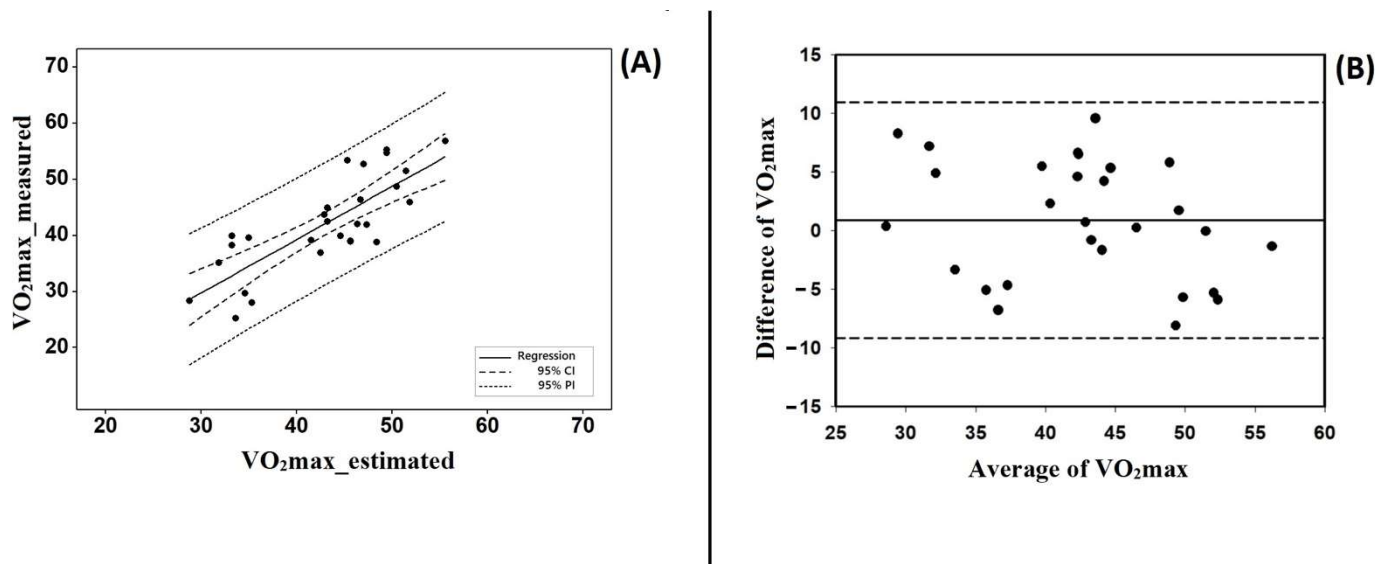 (A)
VO₂max_measured
70
60
50
40
30
20
Regression
95% CI
95% PI
20 30 40 50 60 70
VO₂max_estimated
(B)
Difference of VO₂max
15
10
5
0
−5
−10
−15
25 30 35 40 45 50 55 60
Average of VO₂max